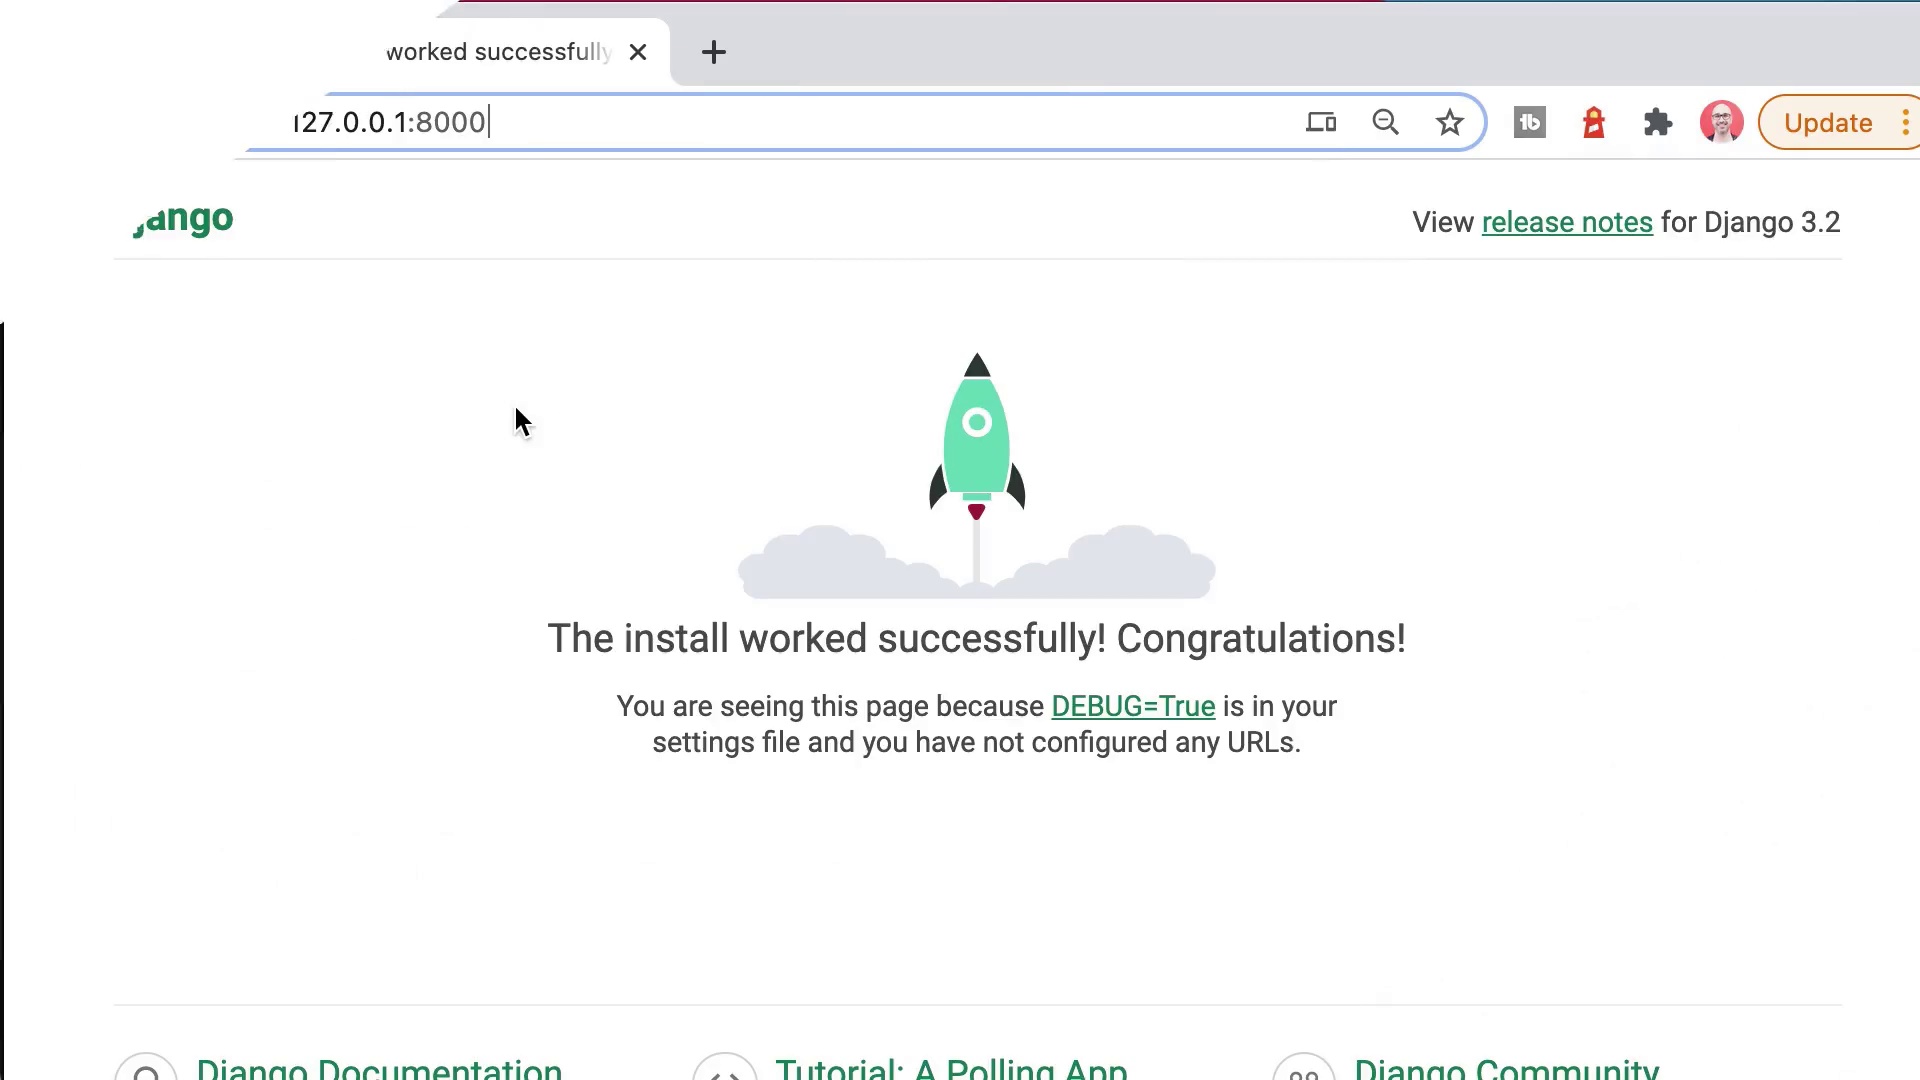 worked successfully
127.0.0.1:8000
Update
jango
View release notes for Django 3.2
The install worked successfully! Congratulations!
You are seeing this page because DEBUG=True is in your
settings file and you have not configured any URLs.
Django Documentation
Tutorial: A Polling App
Django Community